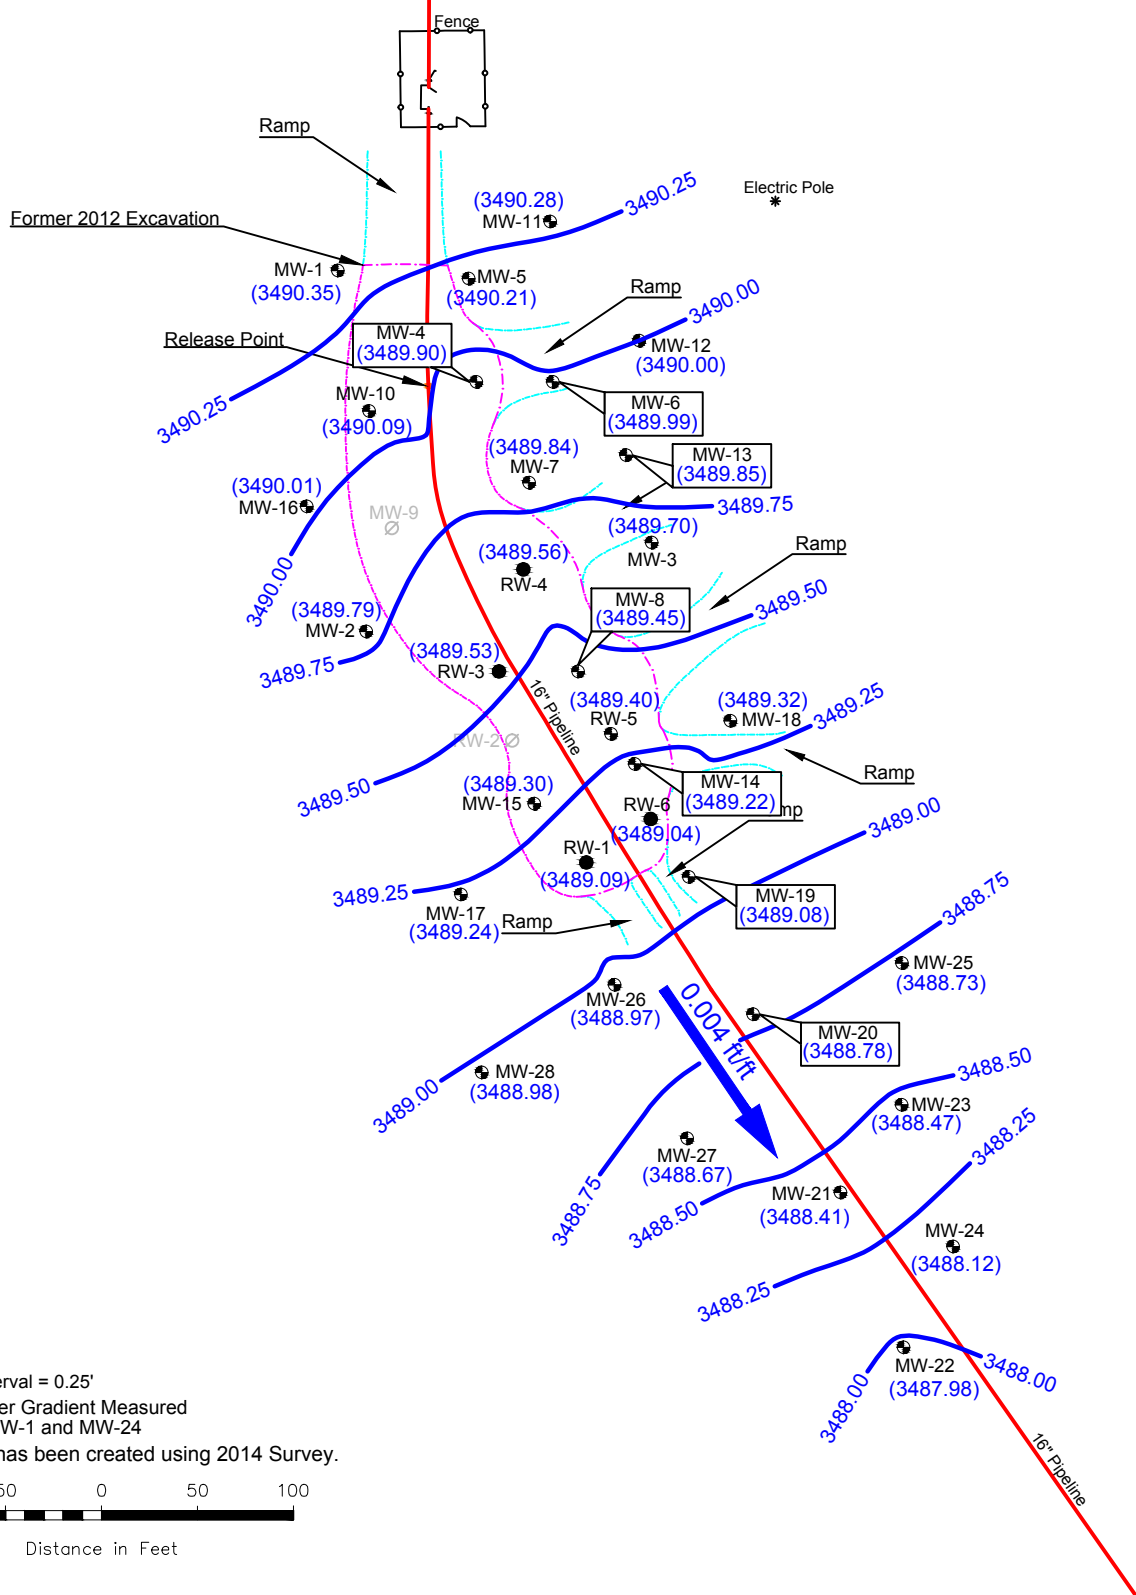 Fence
Ramp
Electric Pole
3490.25
(3490.28)
MW-11
Former 2012 Excavation
MW-1
(3490.35)
MW-5
(3490.21)
Ramp
3490.00
Release Point
MW-4
(3489.90)
MW-12
(3490.00)
3490.25
MW-10
(3490.09)
MW-6
(3489.99)
(3489.84)
MW-7
MW-13
(3489.85)
(3490.01)
MW-16
MW-9
3489.75
(3489.70)
MW-3
Ramp
3490.00
(3489.56)
RW-4
(3489.79)
MW-2
MW-8
(3489.45)
3489.50
3489.75
(3489.53)
RW-3
16" Pipeline
(3489.40)
RW-5
(3489.32)
MW-18
3489.25
RW-2
3489.50
(3489.30)
MW-15
MW-14
(3489.22)
Ramp
RW-6
(3489.04)
mp
3489.00
RW-1
(3489.09)
3489.25
MW-17
(3489.24)
Ramp
MW-19
(3489.08)
3488.75
MW-25
(3488.73)
MW-26
(3488.97)
0.004 ft/ft
MW-20
(3488.78)
MW-28
(3488.98)
3489.00
3488.50
MW-23
(3488.47)
3488.25
MW-27
(3488.67)
3488.75
3488.50
MW-21
(3488.41)
MW-24
(3488.12)
3488.25
MW-22
(3487.98)
3488.00
3488.00
16" Pipeline
erval = 0.25'
er Gradient Measured
W-1 and MW-24
has been created using 2014 Survey.
50 0 50 100
Distance in Feet